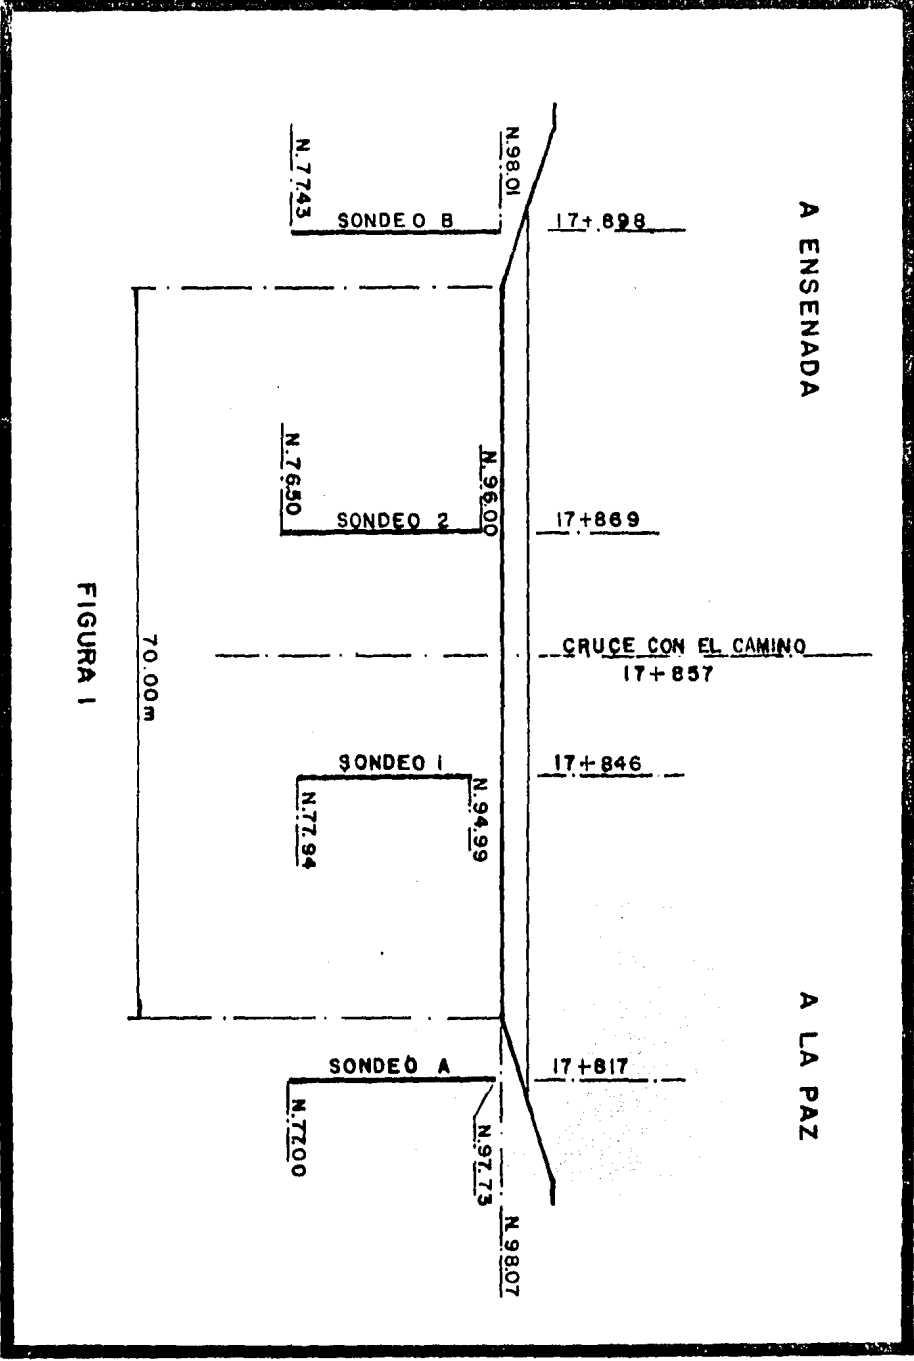 A ENSENADA
A LA PAZ
17+898
17+869
CRUCE CON EL CAMINO
17+857
17+846
17+817
N.98.01
SONDEO B
N.77.43
N.96.00
SONDEO 2
N.76.50
SONDEO 1
N.94.99
N.77.94
SONDEO A
N.97.73
N.98.07
N.77.00
70.00m
FIGURA 1